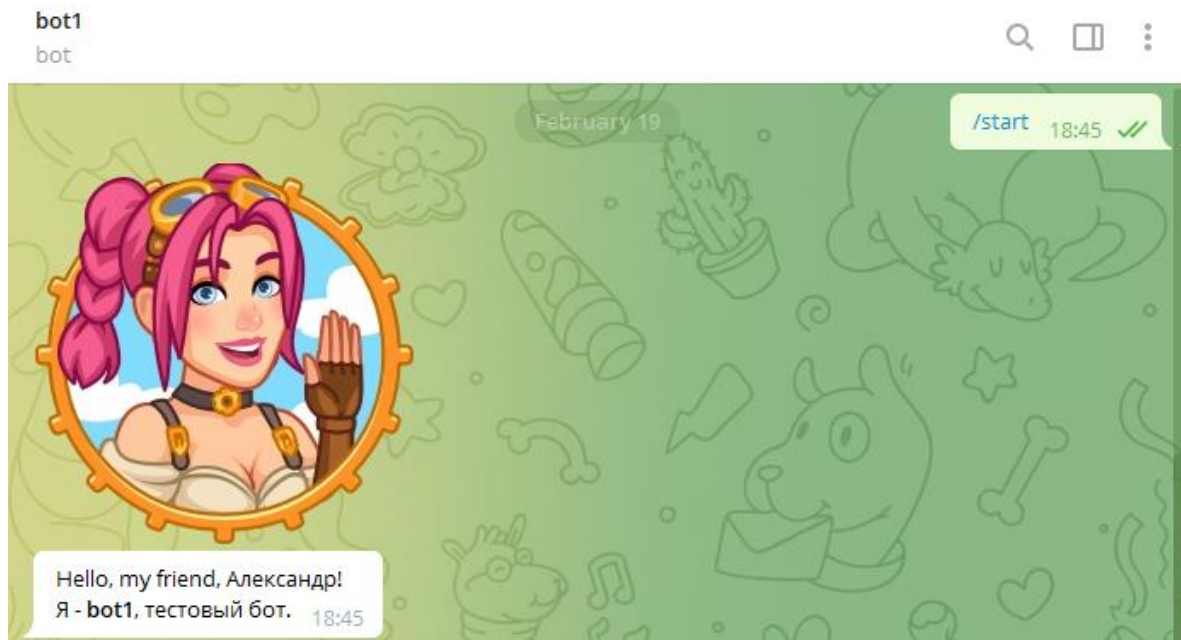 bot1
bot
February 19
/start 18:45
Hello, my friend, Александр!
Я - bot1, тестовый бот. 18:45